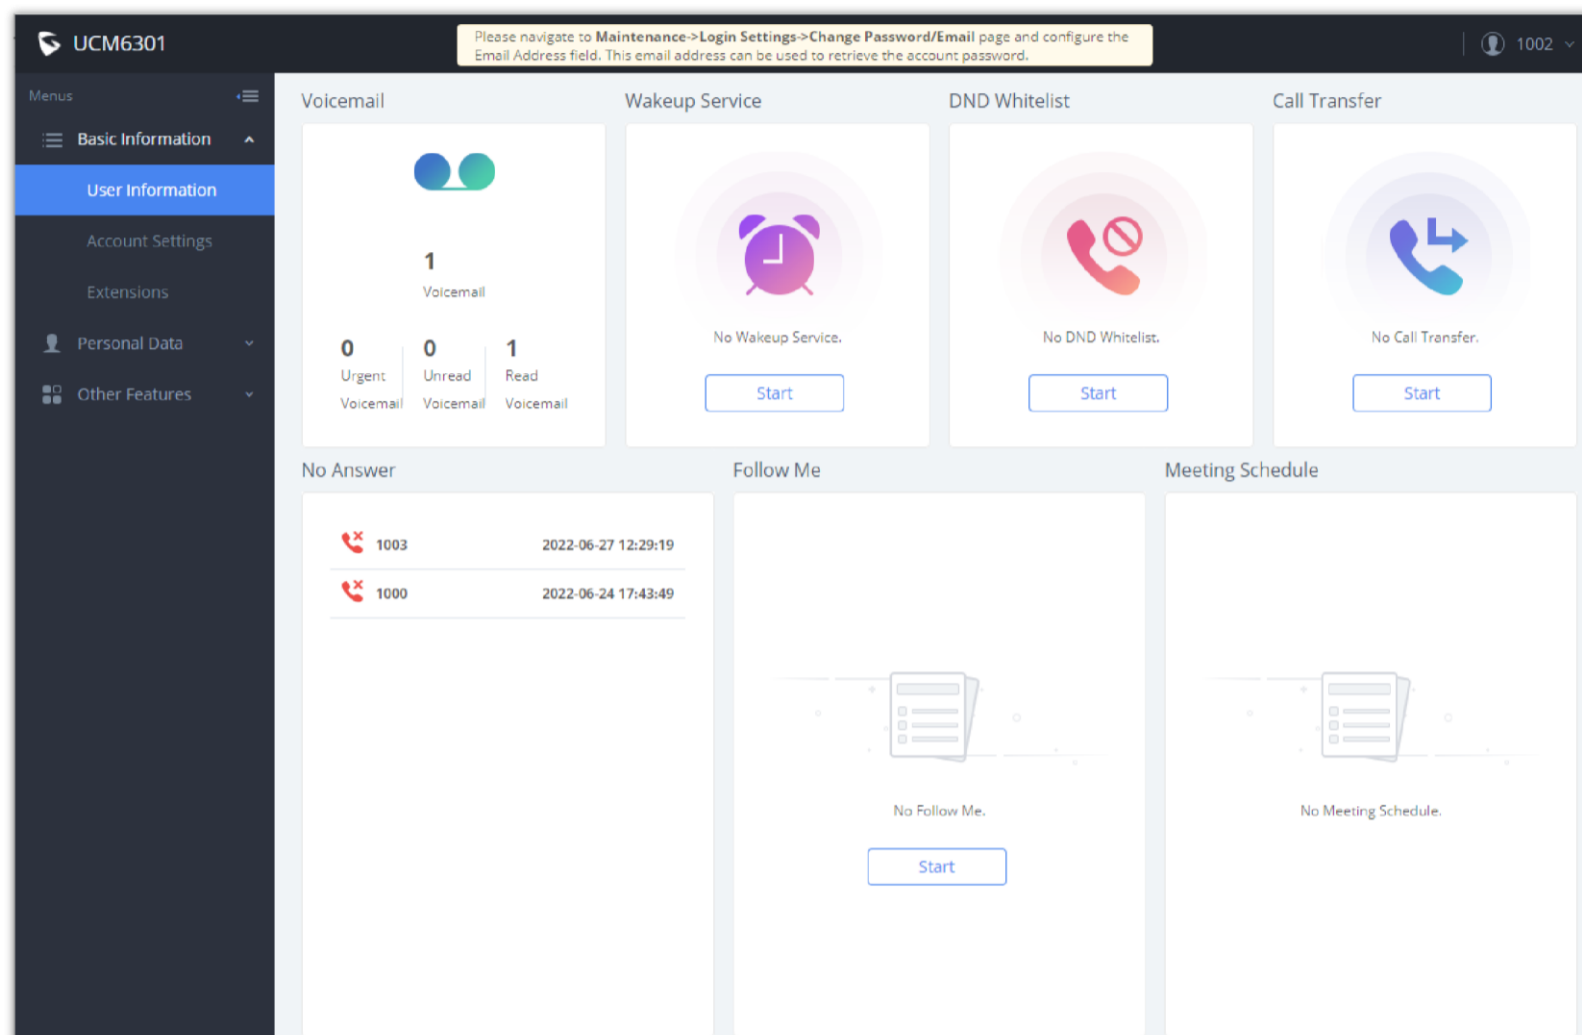 UCM6301
Please navigate to Maintenance->Login Settings->Change Password/Email page and configure the
Email Address field. This email address can be used to retrieve the account password.
1002
Menus
Basic Information
User Information
Account Settings
Extensions
Personal Data
Other Features
Voicemail
1
Voicemail
0
Urgent
Voicemail
0
Unread
Voicemail
1
Read
Voicemail
Wakeup Service
No Wakeup Service.
Start
DND Whitelist
No DND Whitelist.
Start
Call Transfer
No Call Transfer.
Start
No Answer
1003 2022-06-27 12:29:19
1000 2022-06-24 17:43:49
Follow Me
No Follow Me.
Start
Meeting Schedule
No Meeting Schedule.